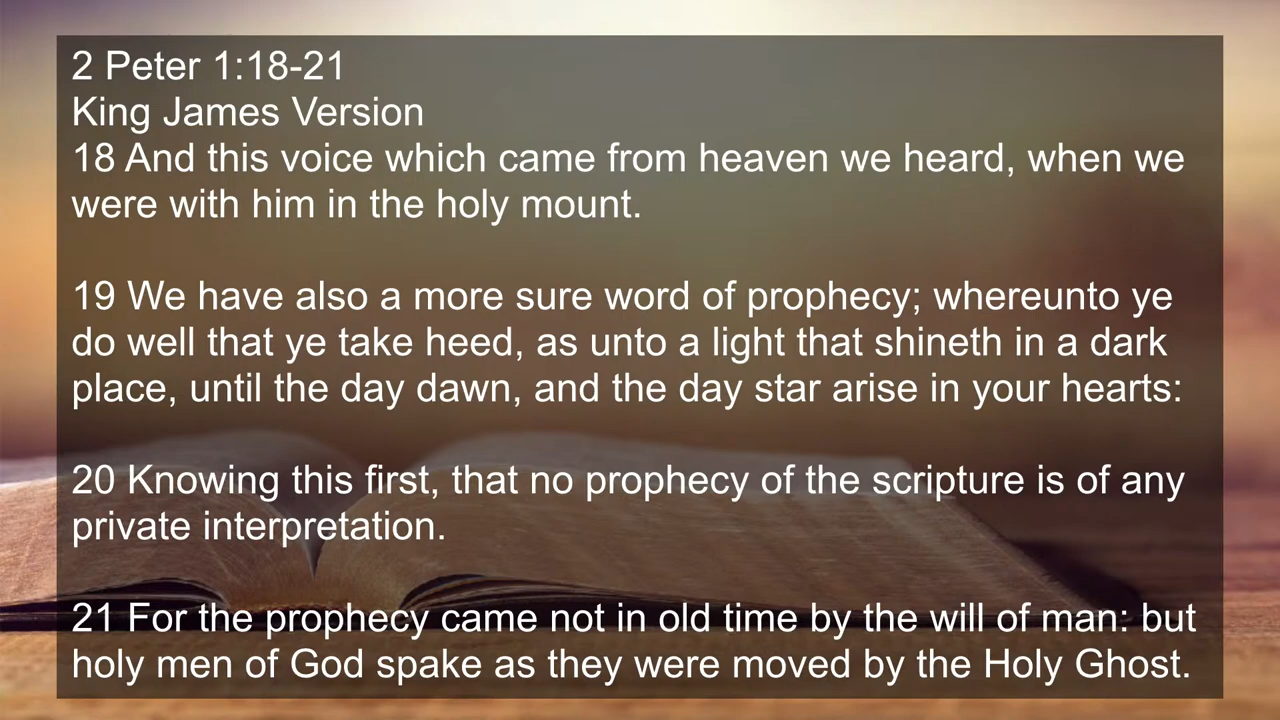 2 Peter 1:18-21
King James Version
18 And this voice which came from heaven we heard, when we
were with him in the holy mount.
19 We have also a more sure word of prophecy; whereunto ye
do well that ye take heed, as unto a light that shineth in a dark
place, until the day dawn, and the day star arise in your hearts:
20 Knowing this first, that no prophecy of the scripture is of any
private interpretation.
21 For the prophecy came not in old time by the will of man: but
holy men of God spake as they were moved by the Holy Ghost.